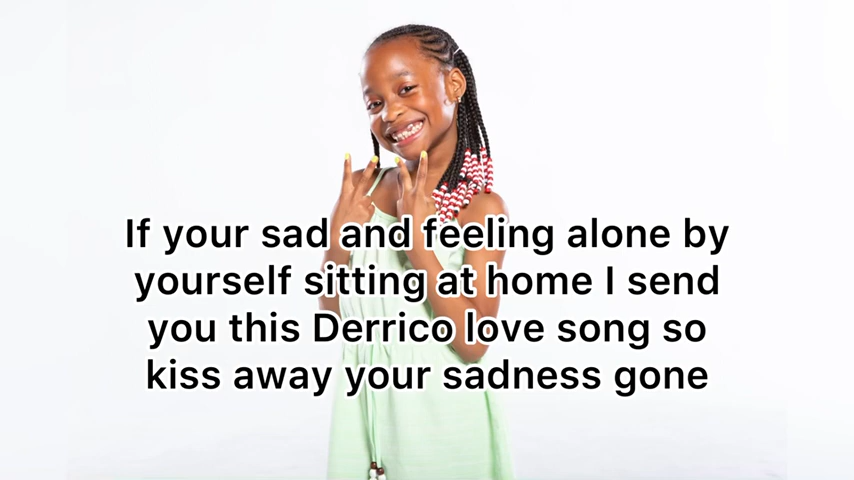 If your sad and feeling alone by
yourself sitting at home I send
you this Derrico love song so
kiss away your sadness gone